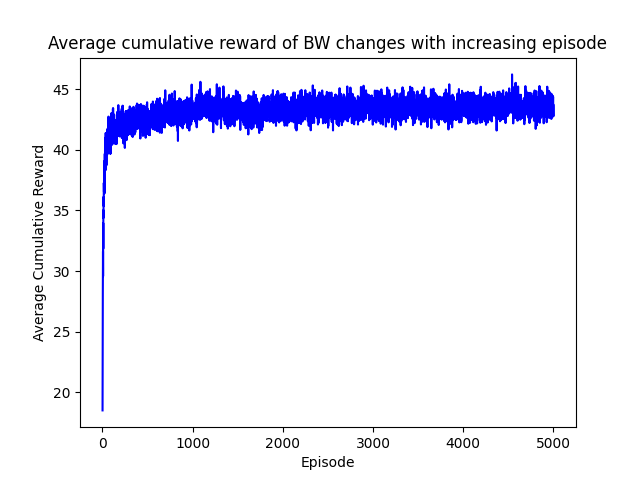 Average cumulative reward of BW changes with increasing episode
45
40
35
30
25
20
Average Cumulative Reward
0 1000 2000 3000 4000 5000
Episode